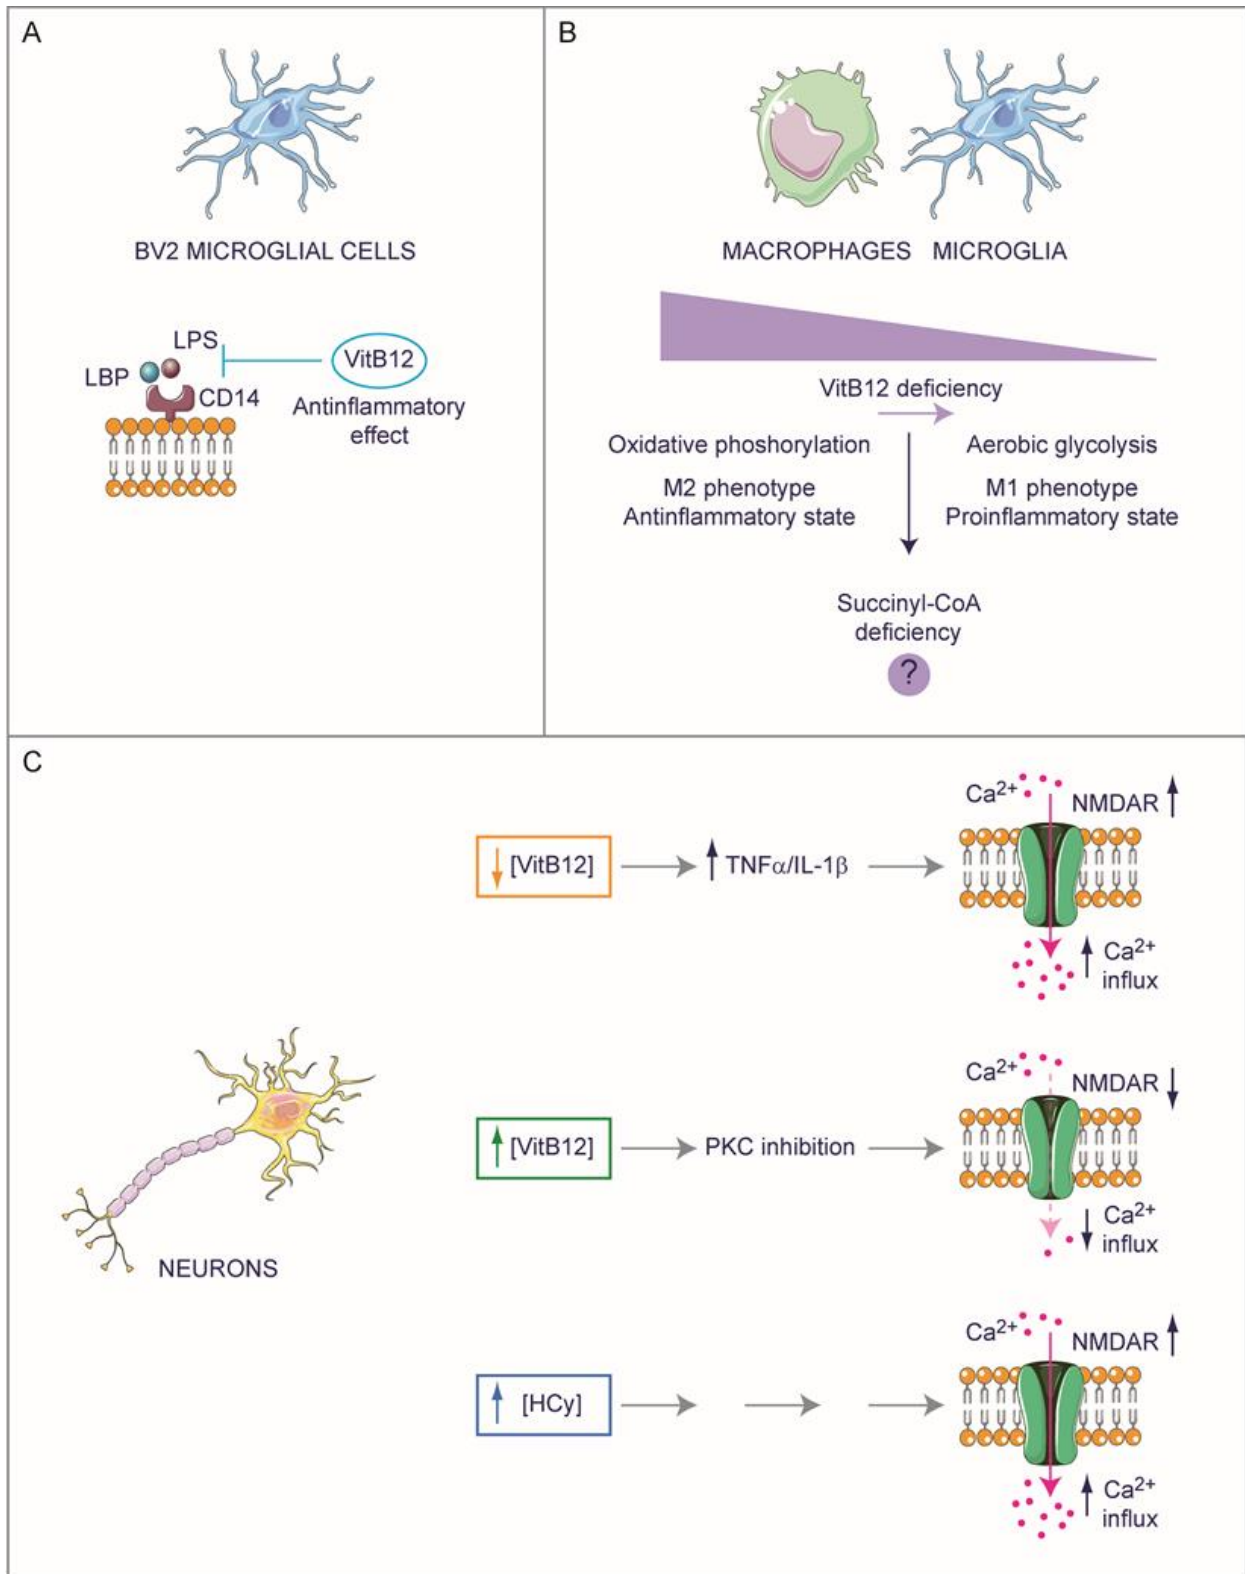 A
BV2 MICROGLIAL CELLS
LPS
LBP
CD14
VitB12
Antinflammatory
effect
B
MACROPHAGES MICROGLIA
VitB12 deficiency
Oxidative phoshorylation
Aerobic glycolysis
M2 phenotype
Antinflammatory state
M1 phenotype
Proinflammatory state
Succinyl-CoA
deficiency
?
C
NEURONS
[VitB12]
TNFα/IL-1β
Ca2+
NMDAR
Ca2+
influx
[VitB12]
PKC inhibition
Ca2+
NMDAR
Ca2+
influx
[HCy]
Ca2+
NMDAR
Ca2+
influx